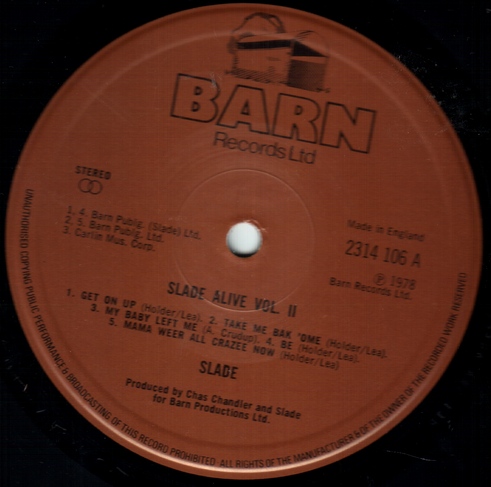 BARN
Records Ltd
STEREO
1. 4. Barn Publg. (Slade) Ltd.
2. 5. Barn Publg. Ltd.
3. Carlin Mus. Corp.
Made in England
2314 106 A
Ⓟ 1978
Barn Records Ltd.
SLADE ALIVE VOL. II
1. GET ON UP (Holder/Lea). 2. TAKE ME BAK 'OME (Holder/Lea).
3. MY BABY LEFT ME (A. Crudup). 4. BE (Holder/Lea).
5. MAMA WEER ALL CRAZEE NOW (Holder/Lea)
SLADE
Produced by Chas Chandler and Slade
for Barn Productions Ltd.
UNAUTHORISED COPYING PUBLIC PERFORMANCE & BROADCASTING OF THIS RECORD PROHIBITED · ALL RIGHTS OF THE MANUFACTURER & OF THE OWNER OF THE RECORDED WORK RESERVED